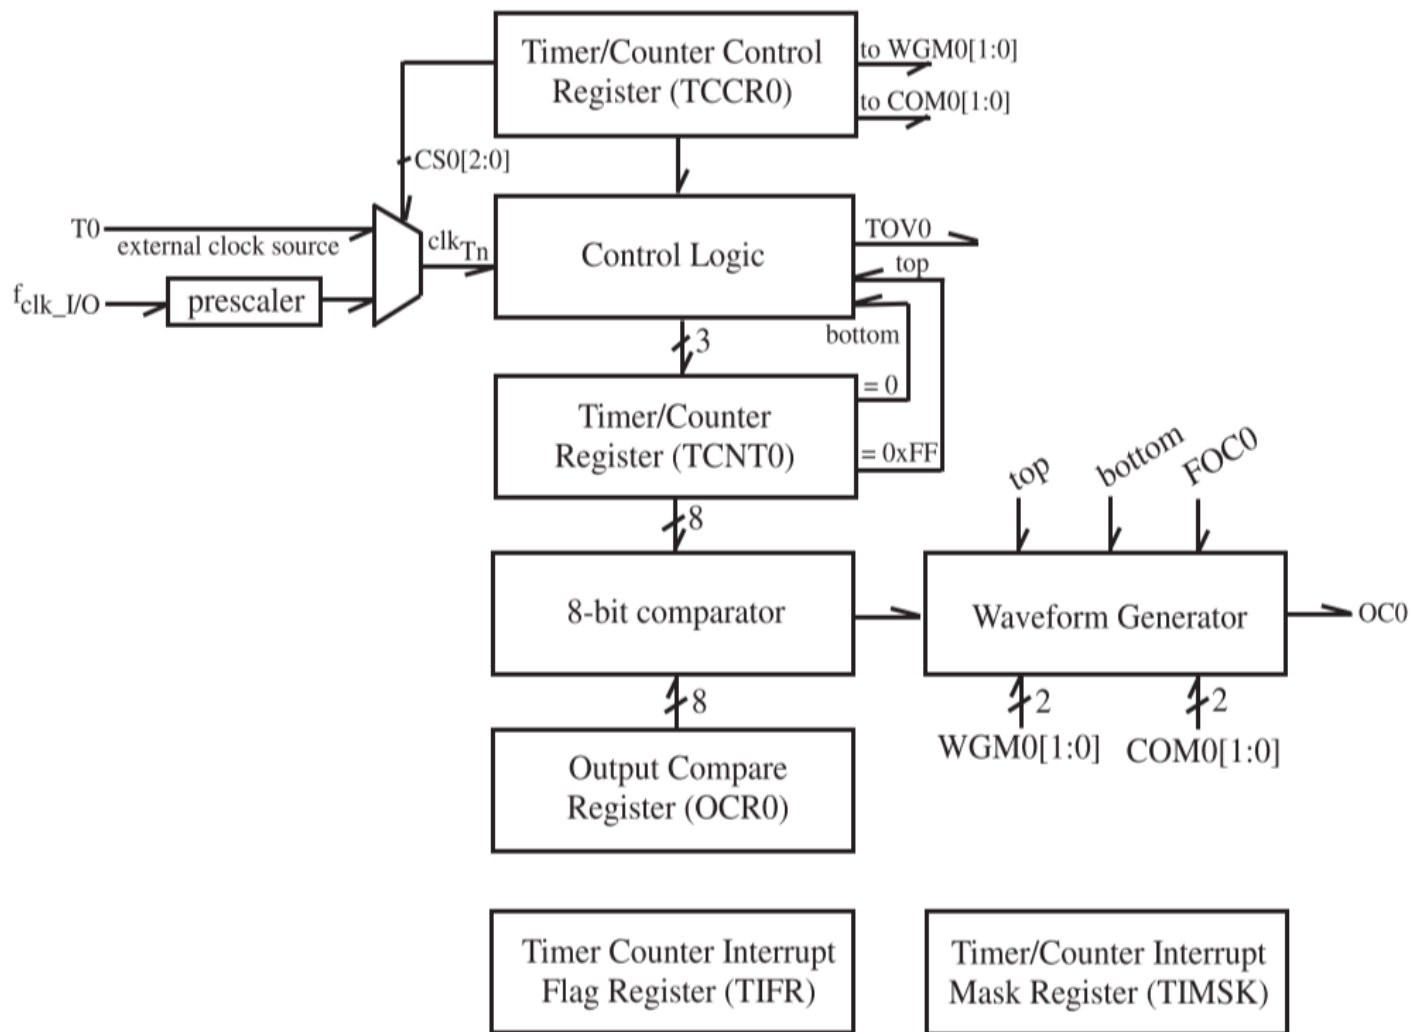 Timer/Counter Control
Register (TCCR0)
to WGM0[1:0]
to COM0[1:0]
CS0[2:0]
T0
external clock source
fclk_I/O
prescaler
clkTn
Control Logic
TOV0
top
bottom
3
Timer/Counter
Register (TCNT0)
= 0
= 0xFF
8
top
bottom
FOC0
8-bit comparator
Waveform Generator
OC0
8
2
2
WGM0[1:0]
COM0[1:0]
Output Compare
Register (OCR0)
Timer Counter Interrupt
Flag Register (TIFR)
Timer/Counter Interrupt
Mask Register (TIMSK)